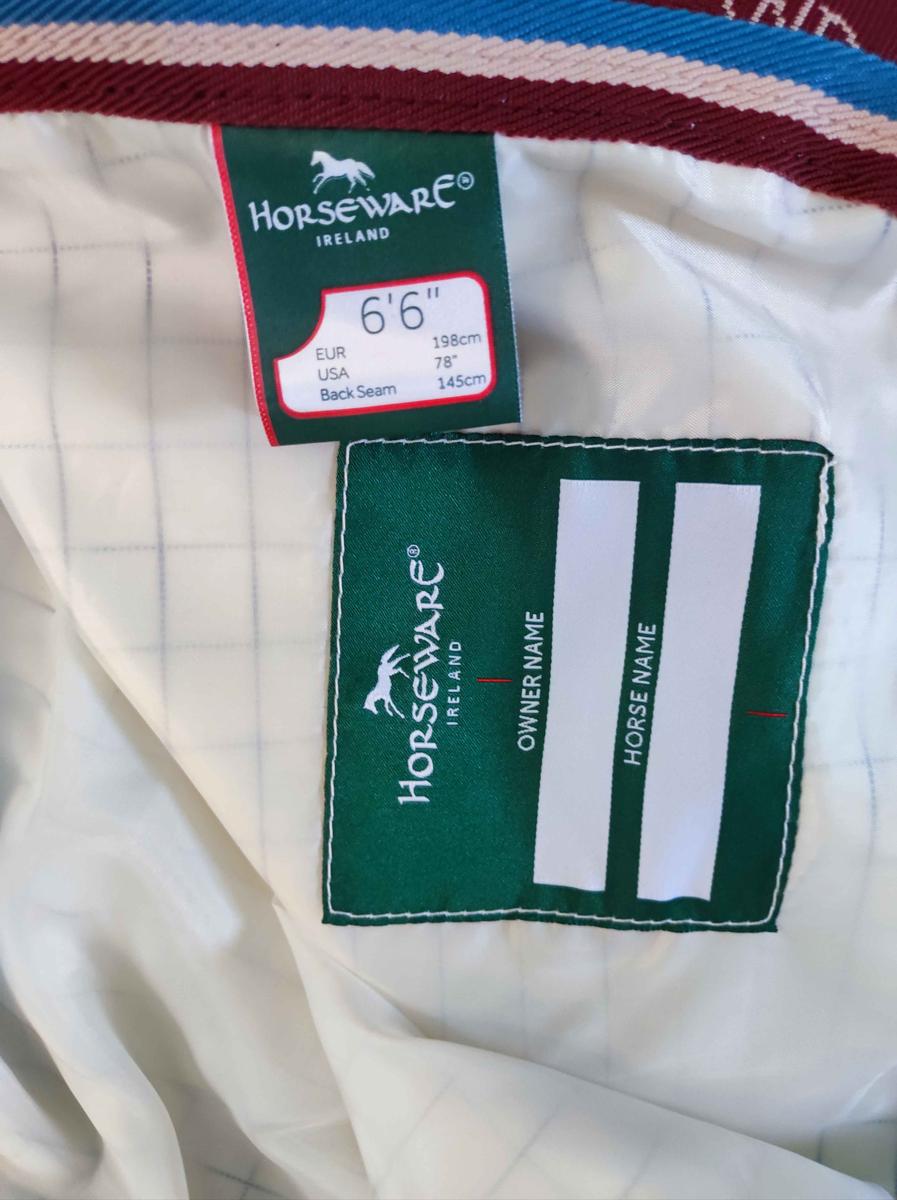 HORSEWARE®
IRELAND
6'6"
EUR 198cm
USA 78"
Back Seam 145cm
HORSEWARE®
IRELAND
OWNER NAME
HORSE NAME